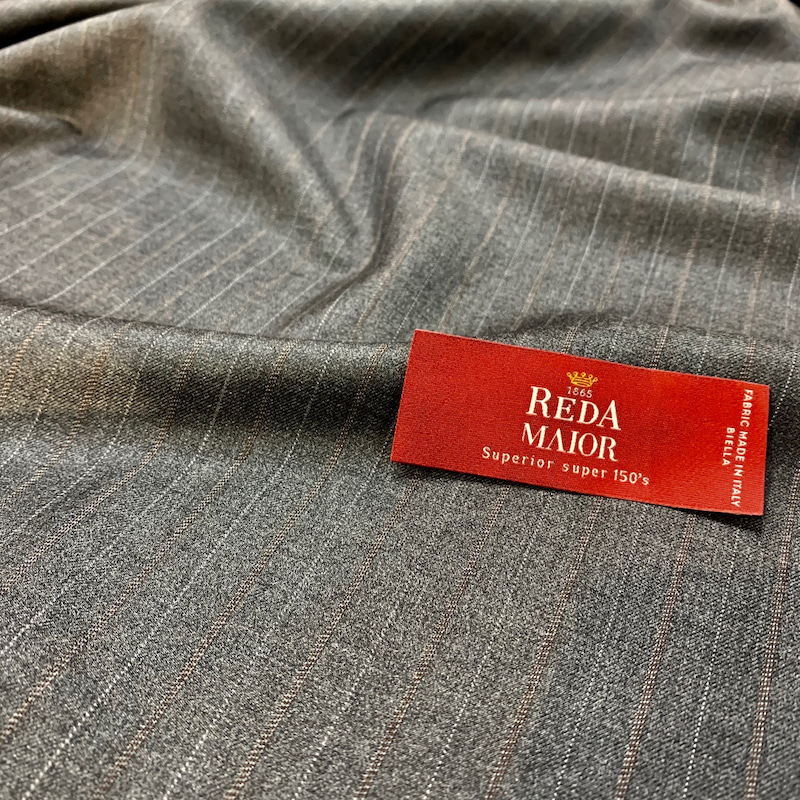 1865
REDA
MAIOR
Superior super 150's
FABRIC MADE IN ITALY
BIELLA